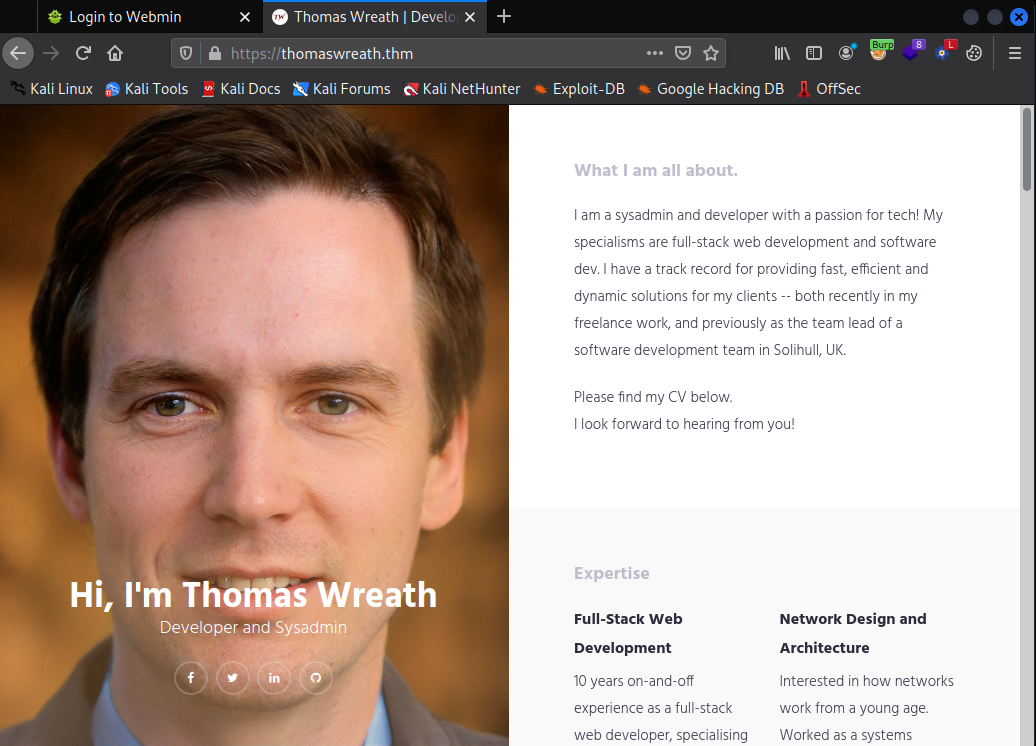 Login to Webmin
TW
Thomas Wreath | Develo
https://thomaswreath.thm
Burp
8
L
Kali Linux
Kali Tools
Kali Docs
Kali Forums
Kali NetHunter
Exploit-DB
Google Hacking DB
OffSec
Hi, I'm Thomas Wreath
Developer and Sysadmin
What I am all about.
I am a sysadmin and developer with a passion for tech! My
specialisms are full-stack web development and software
dev. I have a track record for providing fast, efficient and
dynamic solutions for my clients -- both recently in my
freelance work, and previously as the team lead of a
software development team in Solihull, UK.
Please find my CV below.
I look forward to hearing from you!
Expertise
Full-Stack Web
Development
10 years on-and-off
experience as a full-stack
web developer, specialising
Network Design and
Architecture
Interested in how networks
work from a young age.
Worked as a systems